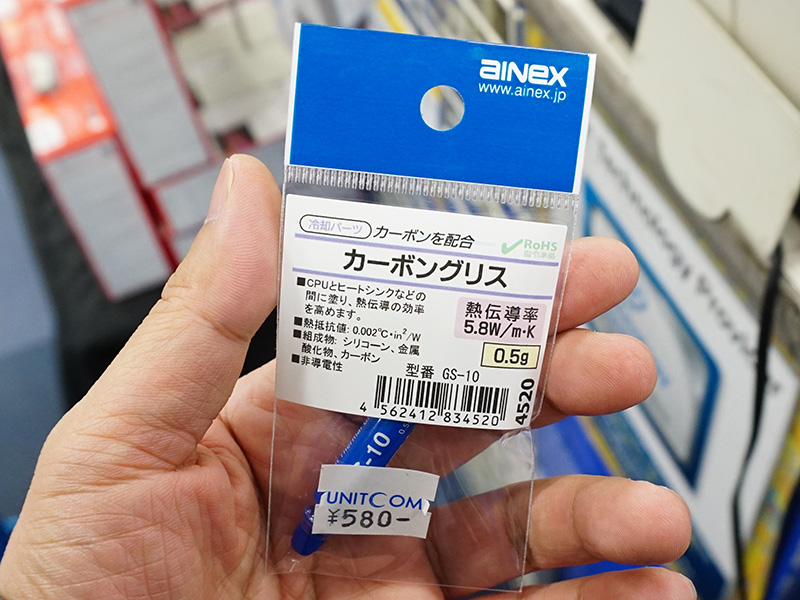 AINEX
www.ainex.jp
冷却パーツ カーボンを配合
RoHS
カーボングリス
■CPUとヒートシンクなどの
間に塗り、熱伝導の効率
を高めます。
■熱抵抗値: 0.002℃・in²/W
■組成物: シリコーン、金属
酸化物、カーボン
■非導電性
熱伝導率
5.8W/m・K
0.5g
型番 GS-10
4 562412 834520
4520
-10
UNITCOM
¥580-